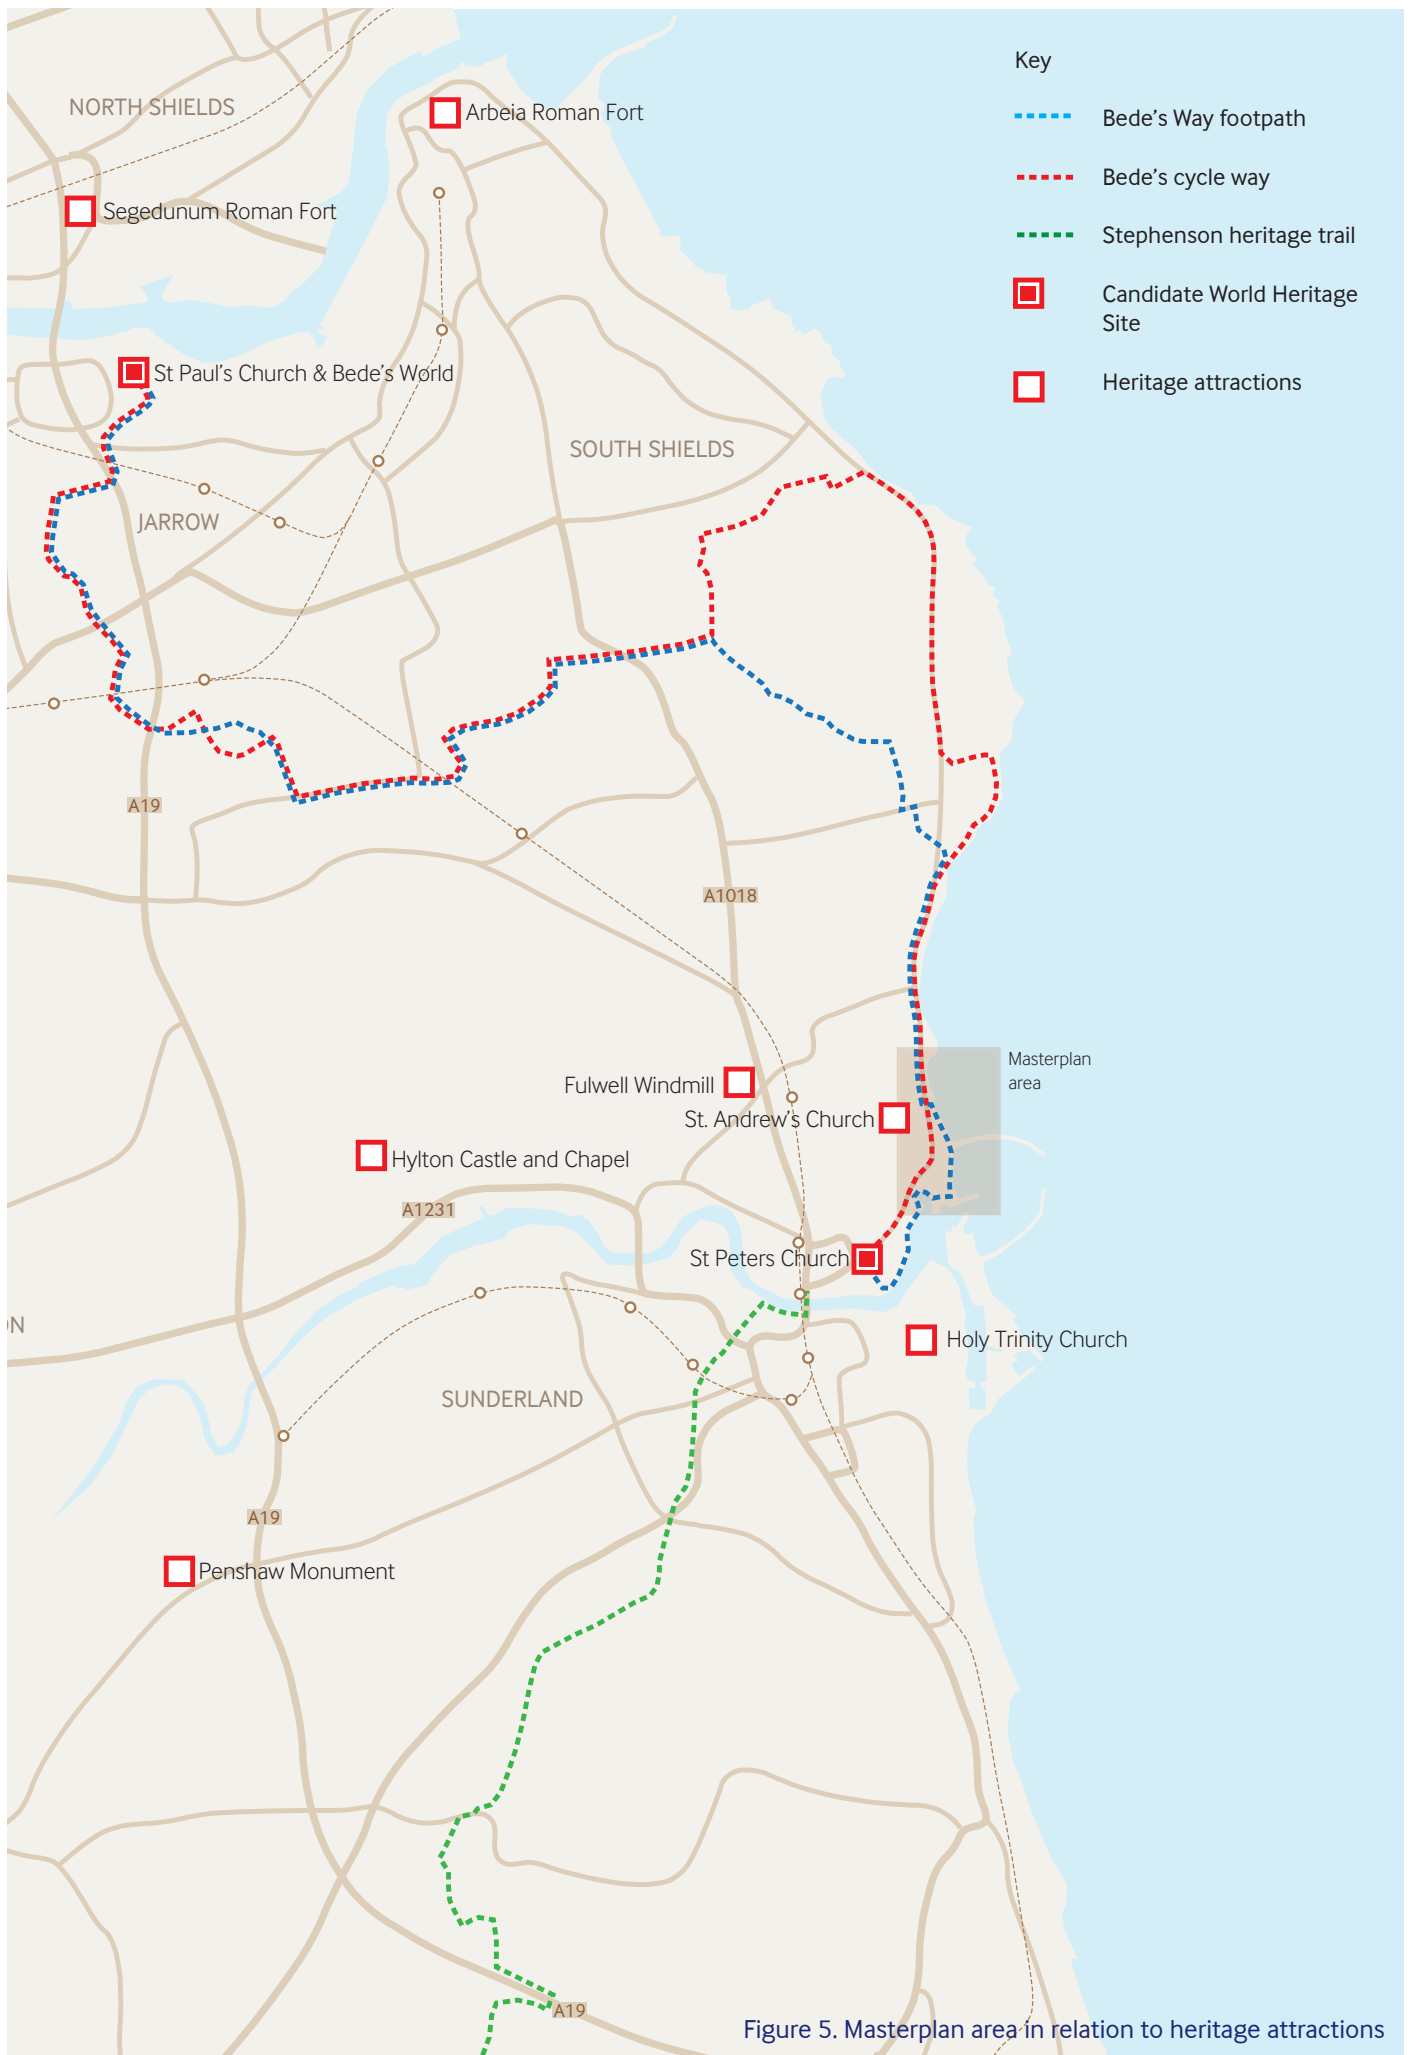 Key
Bede's Way footpath
Bede's cycle way
Stephenson heritage trail
Candidate World Heritage
Site
Heritage attractions
NORTH SHIELDS
Arbeia Roman Fort
Segedunum Roman Fort
St Paul's Church & Bede's World
SOUTH SHIELDS
JARROW
A19
A1018
Masterplan
area
Fulwell Windmill
St. Andrew's Church
Hylton Castle and Chapel
A1231
St Peters Church
ON
Holy Trinity Church
SUNDERLAND
A19
Penshaw Monument
A19
Figure 5. Masterplan area in relation to heritage attractions